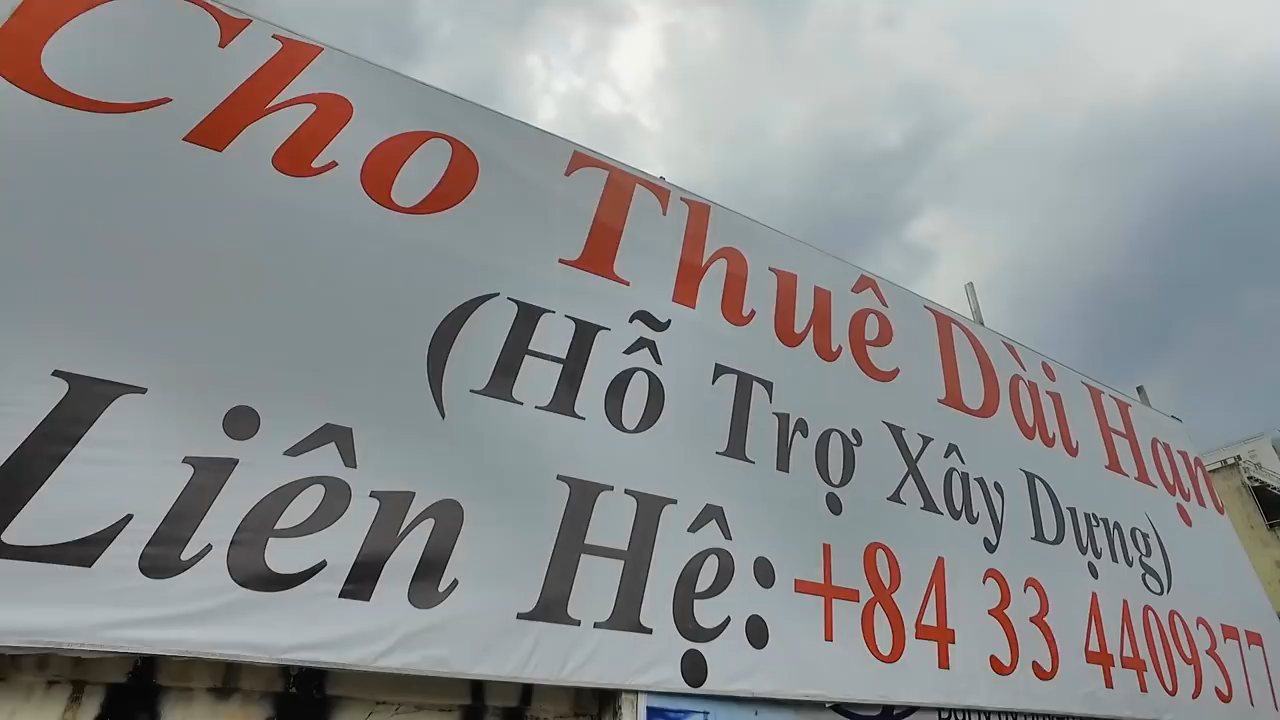 Cho Thuê Dài Hạn
(Hỗ Trợ Xây Dựng)
Liên Hệ: +84 33 4409377